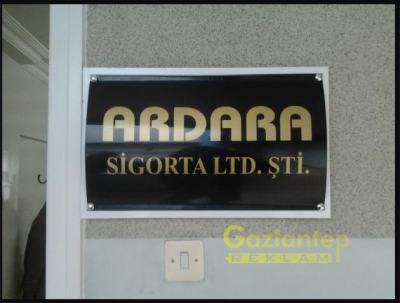 ARDARA
SİGORTA LTD. ŞTİ.
Gaziantep
REKLAM